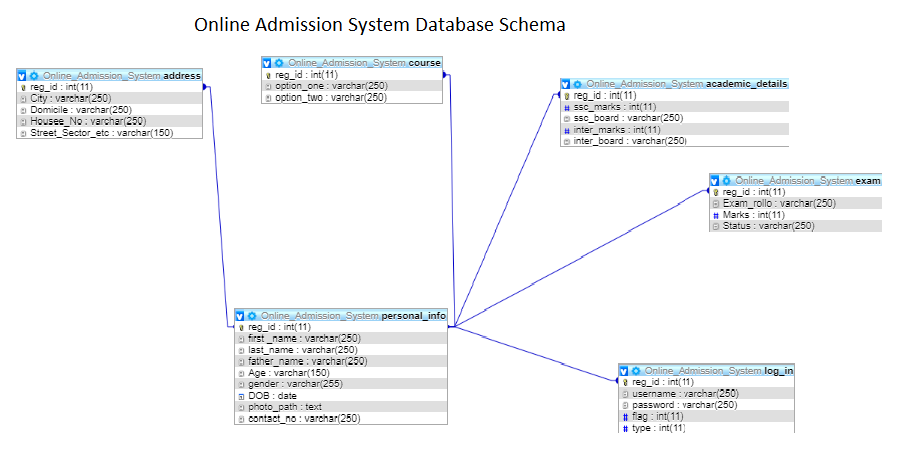 Online Admission System Database Schema
Online_Admission_System.address
reg_id : int(11)
City : varchar(250)
Domicile : varchar(250)
Housee_No : varchar(250)
Street_Sector_etc : varchar(150)
Online_Admission_System.course
reg_id : int(11)
option_one : varchar(250)
option_two : varchar(250)
Online_Admission_System.academic_details
reg_id : int(11)
# ssc_marks : int(11)
ssc_board : varchar(250)
# inter_marks : int(11)
inter_board : varchar(250)
Online_Admission_System.exam
reg_id : int(11)
Exam_rollo : varchar(250)
# Marks : int(11)
Status : varchar(250)
Online_Admission_System.personal_info
reg_id : int(11)
first _name : varchar(250)
last_name : varchar(250)
father_name : varchar(250)
Age : varchar(150)
gender : varchar(255)
DOB : date
photo_path : text
contact_no : varchar(250)
Online_Admission_System.log_in
reg_id : int(11)
username : varchar(250)
password : varchar(250)
# flag : int(11)
# type : int(11)